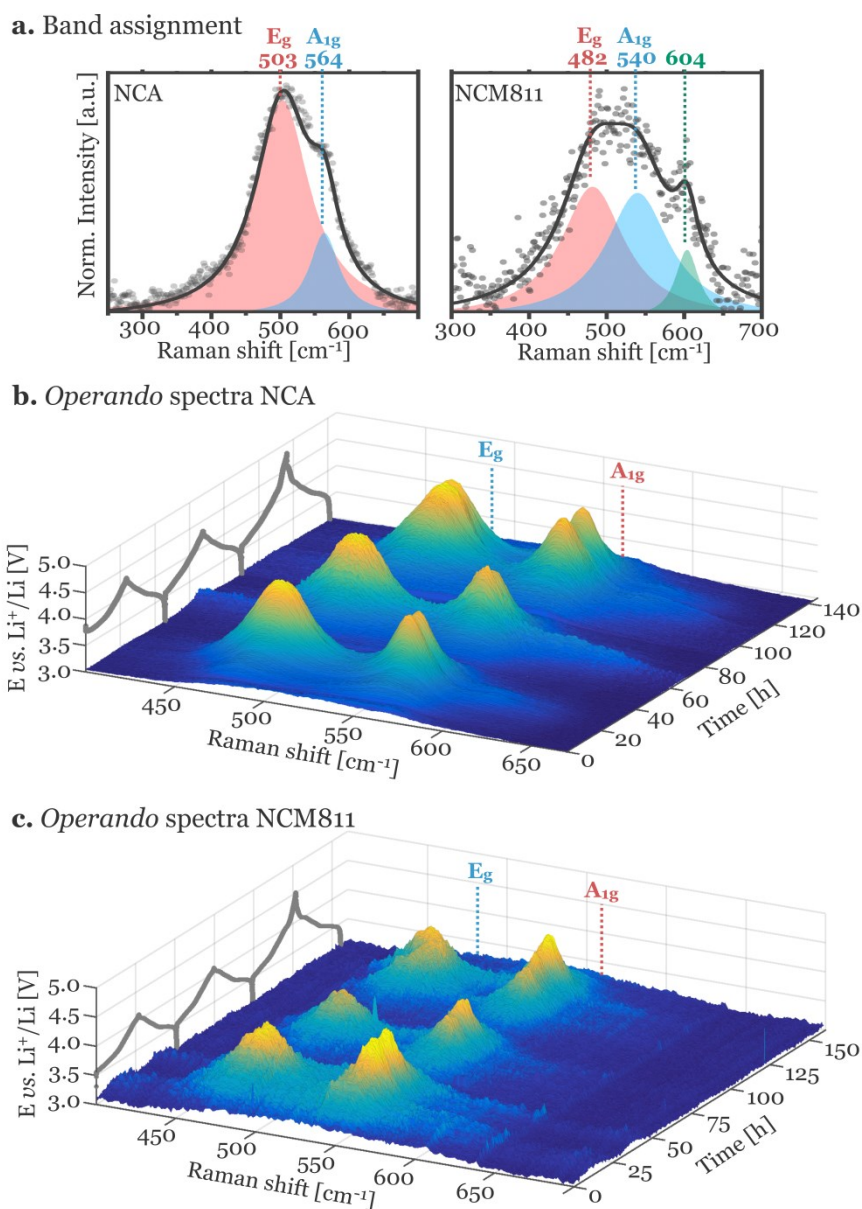 a. Band assignment
Eg A1g
503 564
NCA
Norm. Intensity [a.u.]
300 400 500 600
Raman shift [cm⁻¹]
Eg A1g
482 540 604
NCM811
300 400 500 600 700
Raman shift [cm⁻¹]
b. Operando spectra NCA
Eg
A1g
E vs. Li⁺/Li [V]
5.0
4.5
4.0
3.5
3.0
450 500 550 600 650
Raman shift [cm⁻¹]
0 20 40 60 80 100 120 140
Time [h]
c. Operando spectra NCM811
Eg
A1g
E vs. Li⁺/Li [V]
5.0
4.5
4.0
3.5
3.0
450 500 550 600 650
Raman shift [cm⁻¹]
0 25 50 75 100 125 150
Time [h]